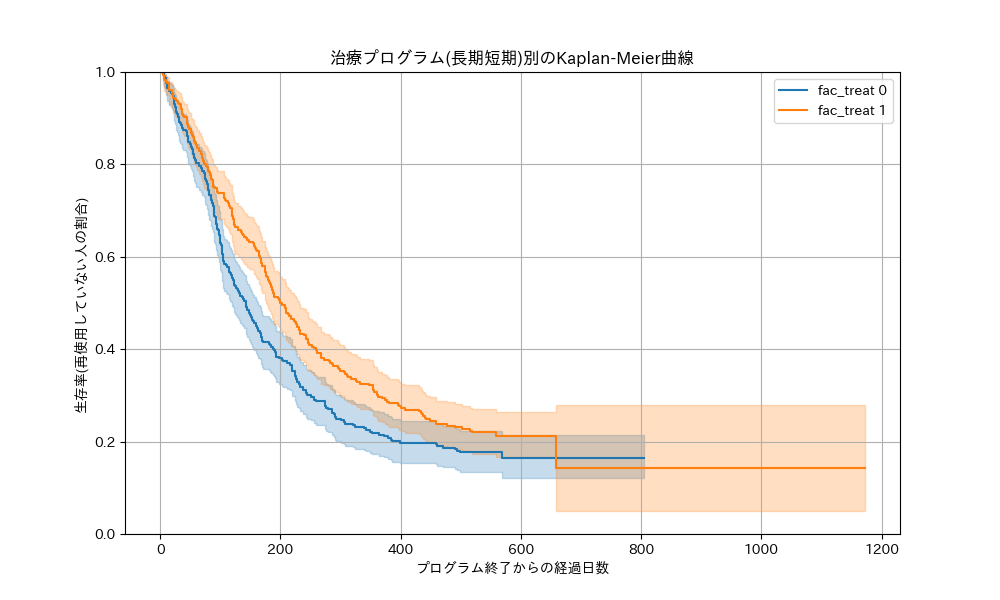 治療プログラム(長期短期)別のKaplan-Meier曲線
fac_treat 0
fac_treat 1
生存率(再使用していない人の割合)
1.0
0.8
0.6
0.4
0.2
0.0
0 200 400 600 800 1000 1200
プログラム終了からの経過日数